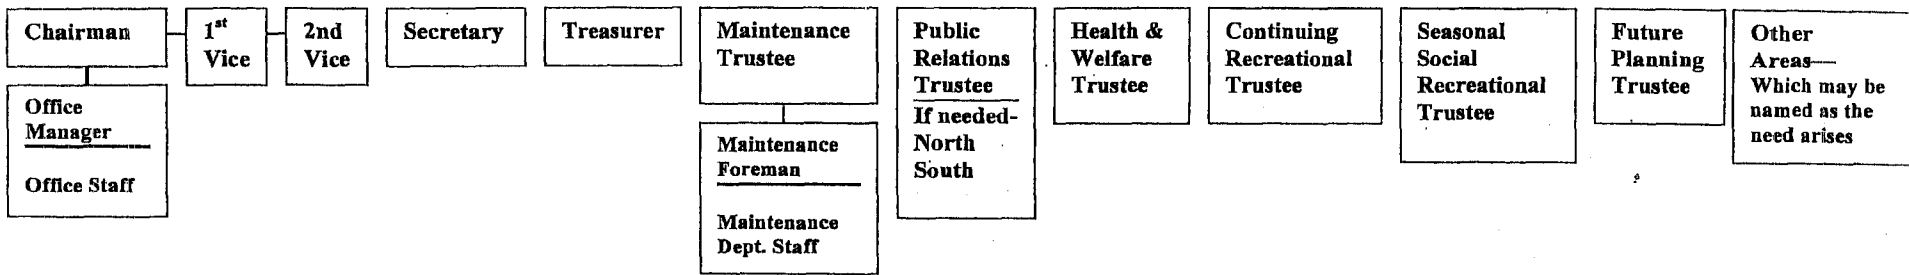 Chairman
1st
Vice
2nd
Vice
Secretary
Treasurer
Maintenance
Trustee
Public
Relations
Trustee
If needed-
North
South
Health &
Welfare
Trustee
Continuing
Recreational
Trustee
Seasonal
Social
Recreational
Trustee
Future
Planning
Trustee
Other
Areas—
Which may be
named as the
need arises
Office
Manager
Office Staff
Maintenance
Foreman
Maintenance
Dept. Staff